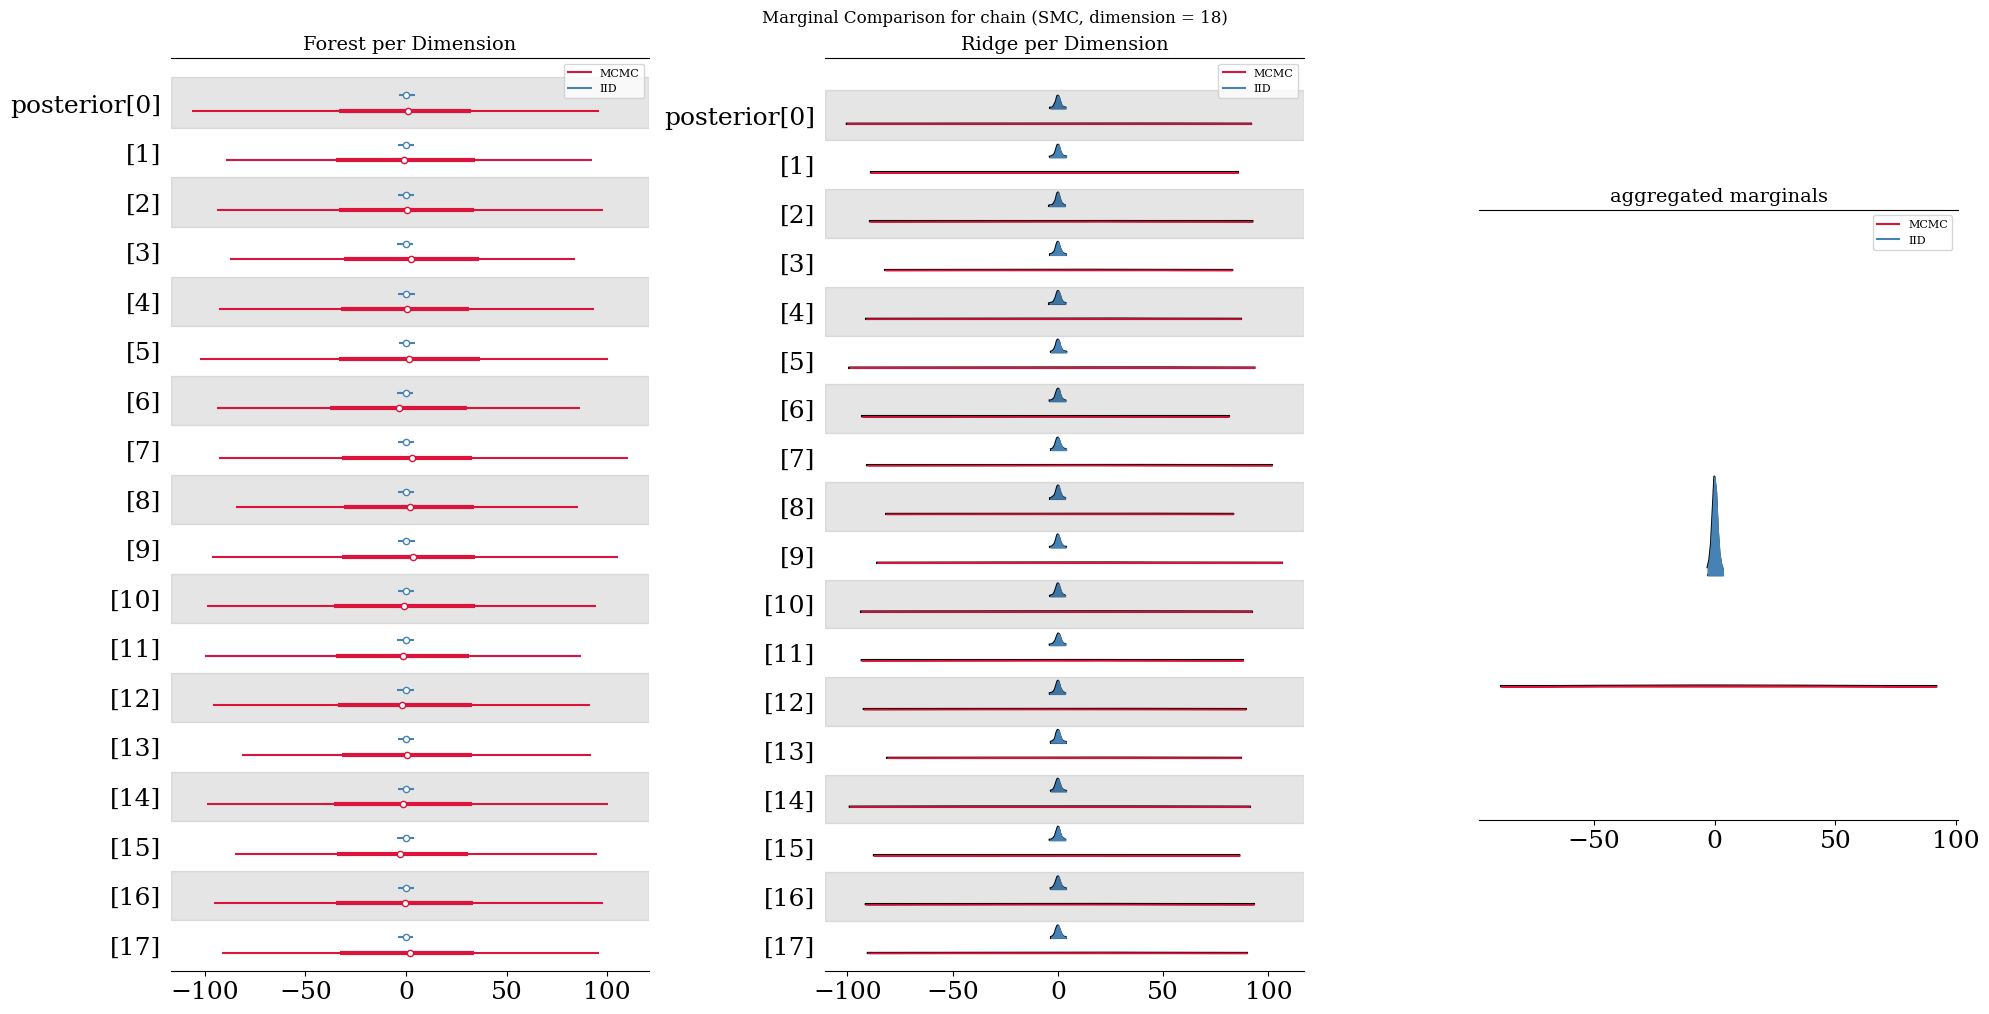 Marginal Comparison for chain (SMC, dimension = 18)
Forest per Dimension
MCMC
IID
posterior[0]
[1]
[2]
[3]
[4]
[5]
[6]
[7]
[8]
[9]
[10]
[11]
[12]
[13]
[14]
[15]
[16]
[17]
−100 −50 0 50 100
Ridge per Dimension
MCMC
IID
posterior[0]
[1]
[2]
[3]
[4]
[5]
[6]
[7]
[8]
[9]
[10]
[11]
[12]
[13]
[14]
[15]
[16]
[17]
−100 −50 0 50 100
aggregated marginals
MCMC
IID
−50 0 50 100